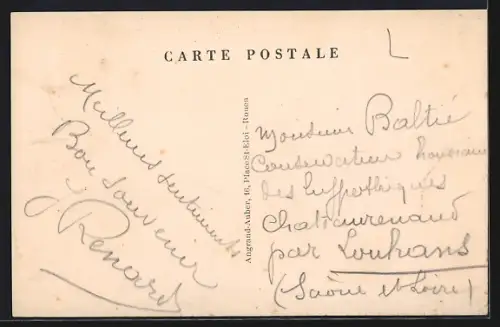 CARTE POSTALE
Meilleurs sentiments
Bon souvenir
J Renard
Angrand-Auber, 16, Place St-Eloi - Rouen
Monsieur Baltié
Conservateur
des hypothèques
Chateaurenaud
par Louhans
(Saône et Loire)